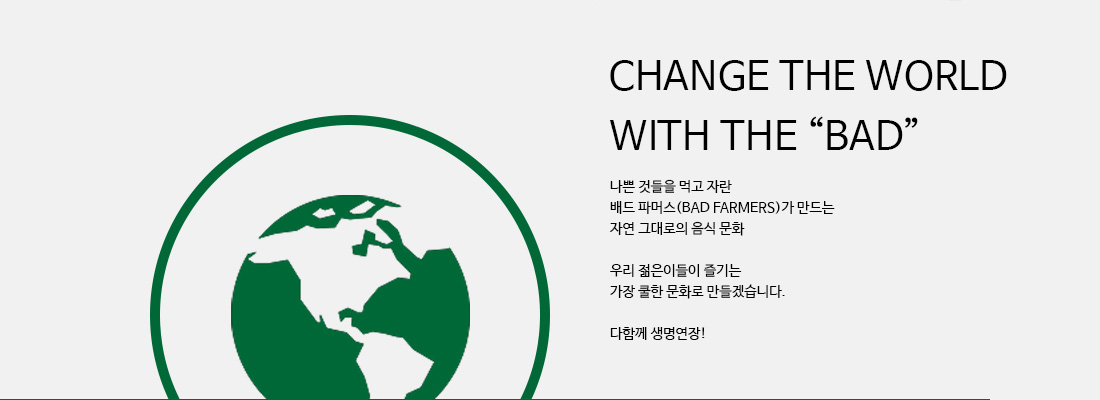 CHANGE THE WORLD
WITH THE “BAD”
나쁜 것들을 먹고 자란
배드 파머스(BAD FARMERS)가 만드는
자연 그대로의 음식 문화
우리 젊은이들이 즐기는
가장 쿨한 문화로 만들겠습니다.
다함께 생명연장!